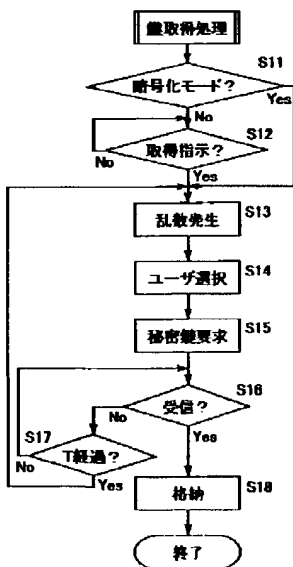 鍵取得処理
S11
暗号化モード?
Yes
No
S12
取得指示?
No
Yes
S13
乱数発生
S14
ユーザ選択
S15
秘密鍵要求
S16
受信?
No
Yes
S17
T経過?
No
Yes
S18
格納
終了